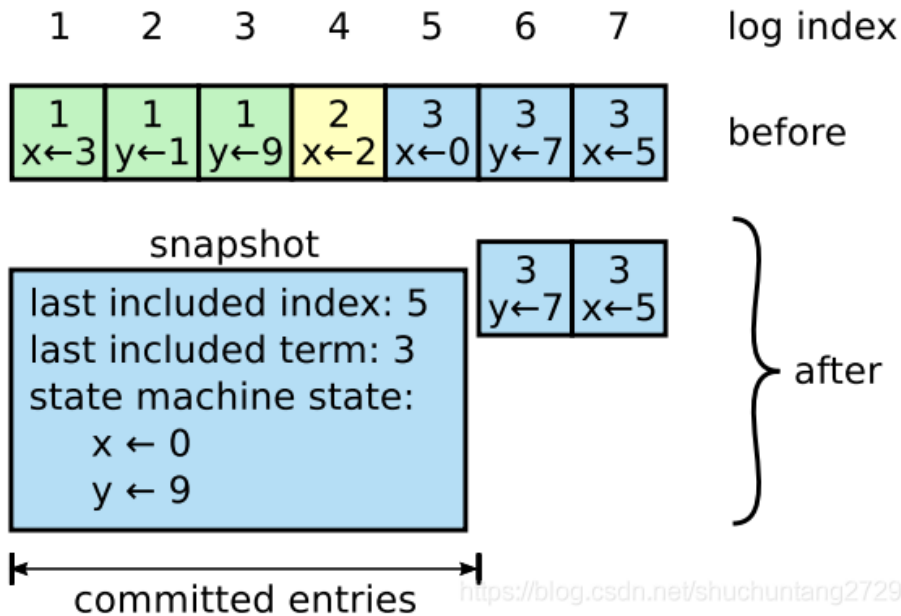 1 2 3 4 5 6 7 log index
1 1 1 2 3 3 3
x←3 y←1 y←9 x←2 x←0 y←7 x←5
before
snapshot
3 3
y←7 x←5
last included index: 5
last included term: 3
state machine state:
x ← 0
y ← 9
after
committed entries
https://blog.csdn.net/shuchuntang2729